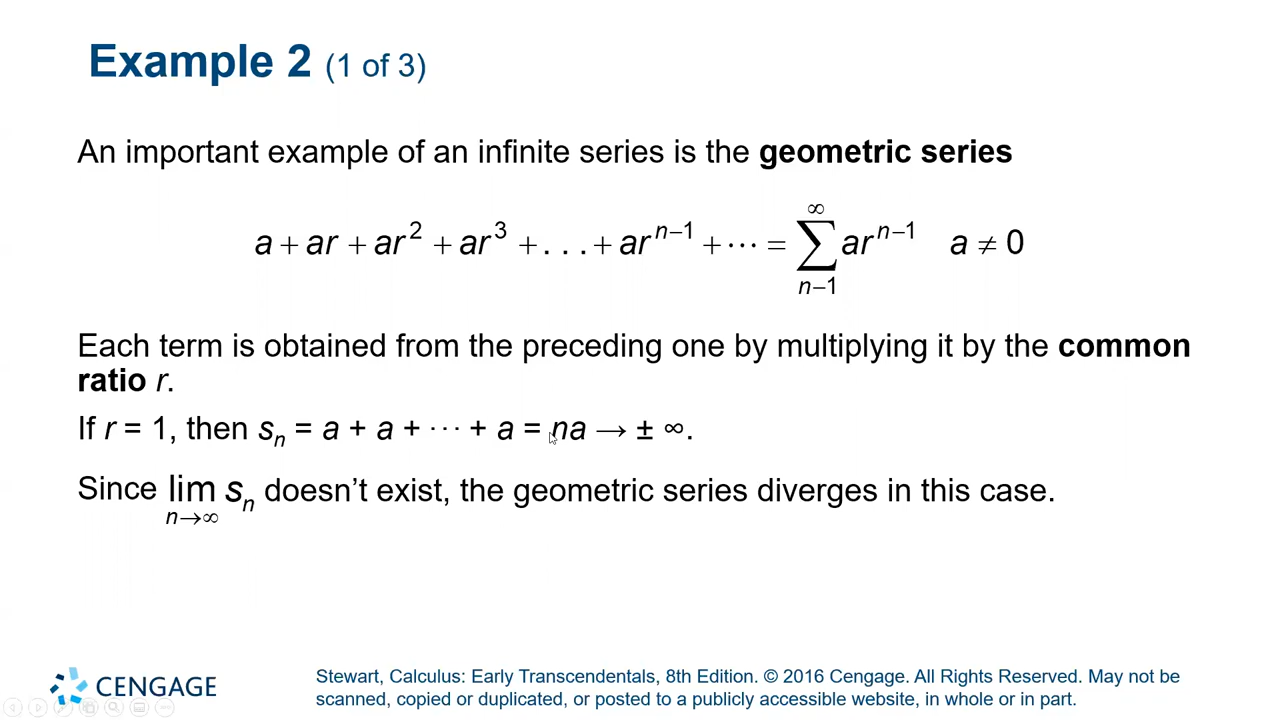 Example 2 (1 of 3)
An important example of an infinite series is the geometric series
a + ar + ar² + ar³ + . . . + arⁿ⁻¹ + ⋯ = ∑ arⁿ⁻¹ a ≠ 0
∞
n–1
Each term is obtained from the preceding one by multiplying it by the common
ratio r.
If r = 1, then sₙ = a + a + ⋯ + a = na → ± ∞.
Since lim sₙ doesn’t exist, the geometric series diverges in this case.
n→∞
CENGAGE
Stewart, Calculus: Early Transcendentals, 8th Edition. © 2016 Cengage. All Rights Reserved. May not be
scanned, copied or duplicated, or posted to a publicly accessible website, in whole or in part.